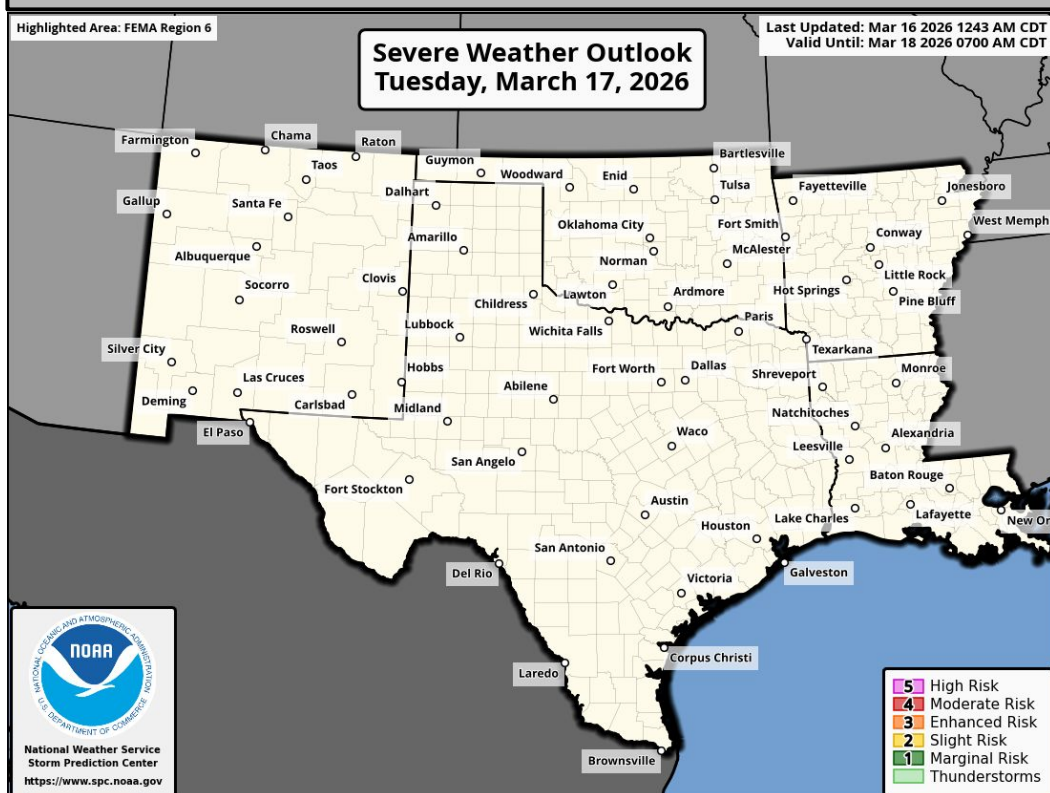 Highlighted Area: FEMA Region 6
Severe Weather Outlook
Tuesday, March 17, 2026
Last Updated: Mar 16 2026 1243 AM CDT
Valid Until: Mar 18 2026 0700 AM CDT
Farmington
Chama
Raton
Taos
Gallup
Santa Fe
Albuquerque
Socorro
Clovis
Roswell
Silver City
Las Cruces
Deming
Carlsbad
Hobbs
El Paso
Guymon
Woodward
Enid
Bartlesville
Tulsa
Dalhart
Amarillo
Oklahoma City
Norman
Fort Smith
McAlester
Childress
Lawton
Ardmore
Lubbock
Wichita Falls
Paris
Fayetteville
Jonesboro
West Memph
Conway
Little Rock
Hot Springs
Pine Bluff
Texarkana
Fort Worth
Dallas
Shreveport
Monroe
Abilene
Midland
Natchitoches
Waco
Leesville
Alexandria
San Angelo
Fort Stockton
Baton Rouge
Austin
Houston
Lake Charles
Lafayette
New Or
San Antonio
Del Rio
Victoria
Galveston
Laredo
Corpus Christi
Brownsville
NATIONAL OCEANIC AND ATMOSPHERIC ADMINISTRATION
NOAA
U.S. DEPARTMENT OF COMMERCE
National Weather Service
Storm Prediction Center
https://www.spc.noaa.gov
5 High Risk
4 Moderate Risk
3 Enhanced Risk
2 Slight Risk
1 Marginal Risk
Thunderstorms